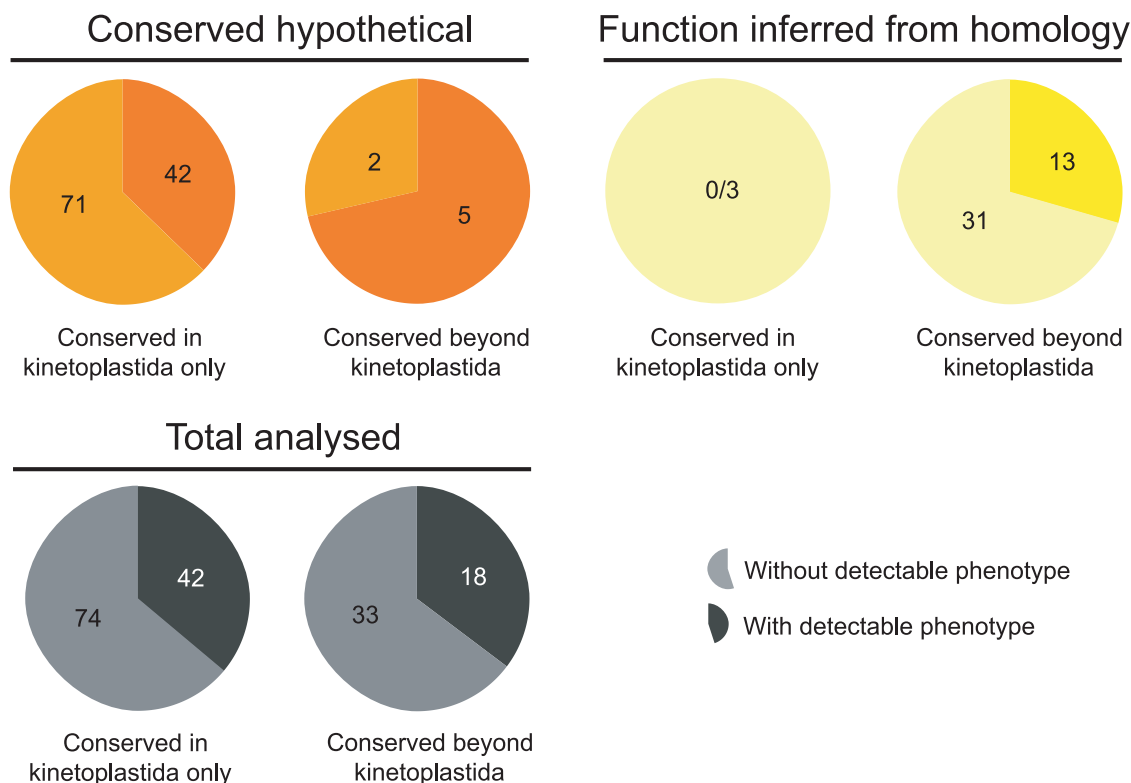 Conserved hypothetical
71
42
Conserved in
kinetoplastida only
2
5
Conserved beyond
kinetoplastida
Function inferred from homology
0/3
Conserved in
kinetoplastida only
13
31
Conserved beyond
kinetoplastida
Total analysed
74
42
Conserved in
kinetoplastida only
33
18
Conserved beyond
kinetoplastida
Without detectable phenotype
With detectable phenotype